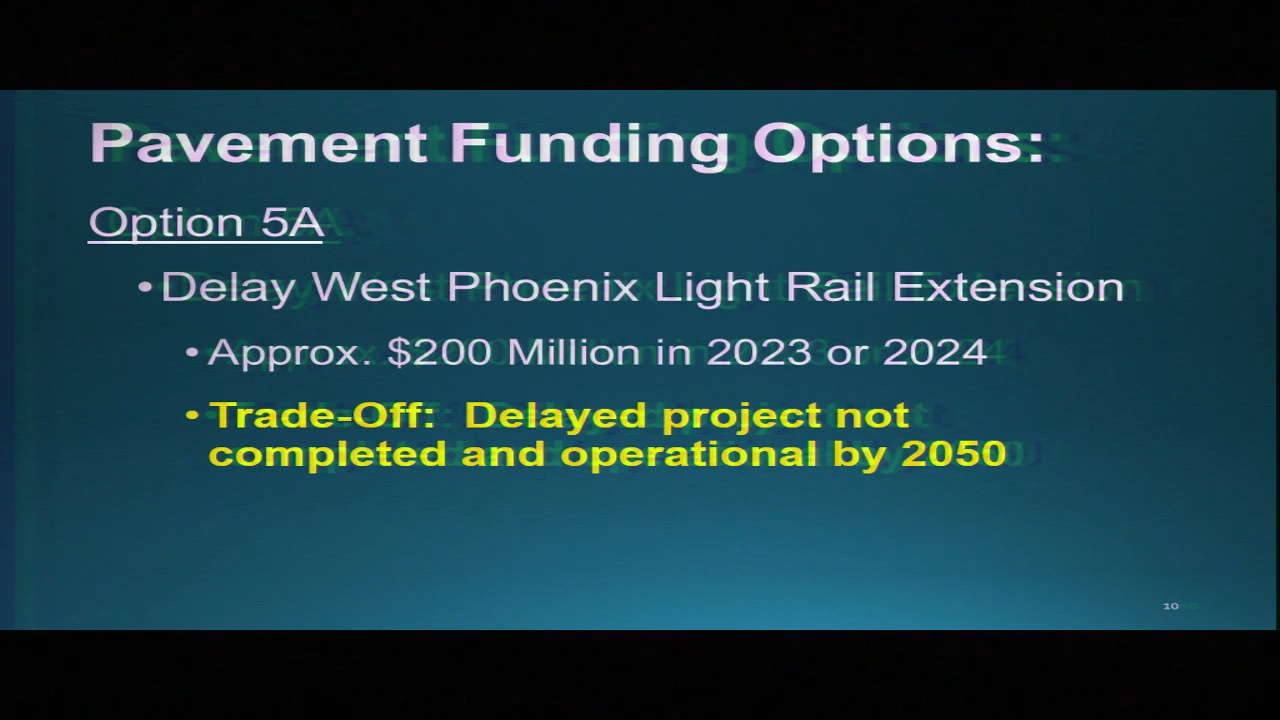 Pavement Funding Options:
Option 5A
•Delay West Phoenix Light Rail Extension
• Approx. $200 Million in 2023 or 2024
• Trade-Off:  Delayed project not
completed and operational by 2050
10